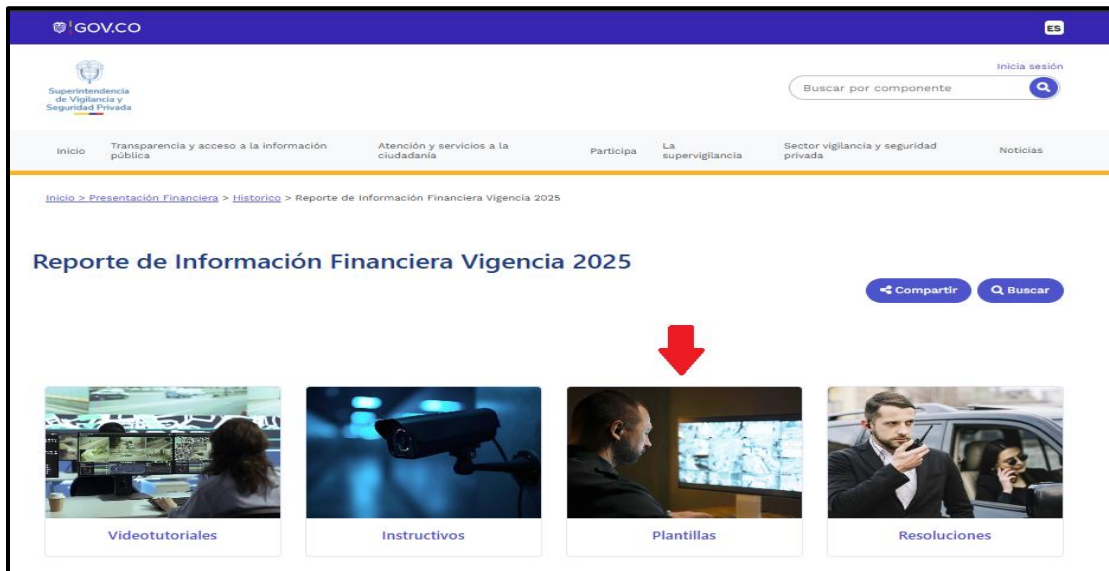 GOV.CO
ES
Superintendencia
de Vigilancia y
Seguridad Privada
Inicia sesión
Buscar por componente
Inicio
Transparencia y acceso a la información
pública
Atención y servicios a la
ciudadanía
Participa
La
supervigilancia
Sector vigilancia y seguridad
privada
Noticias
Inicio > Presentación Financiera > Historico > Reporte de Información Financiera Vigencia 2025
Reporte de Información Financiera Vigencia 2025
Compartir
Buscar
Videotutoriales
Instructivos
Plantillas
Resoluciones